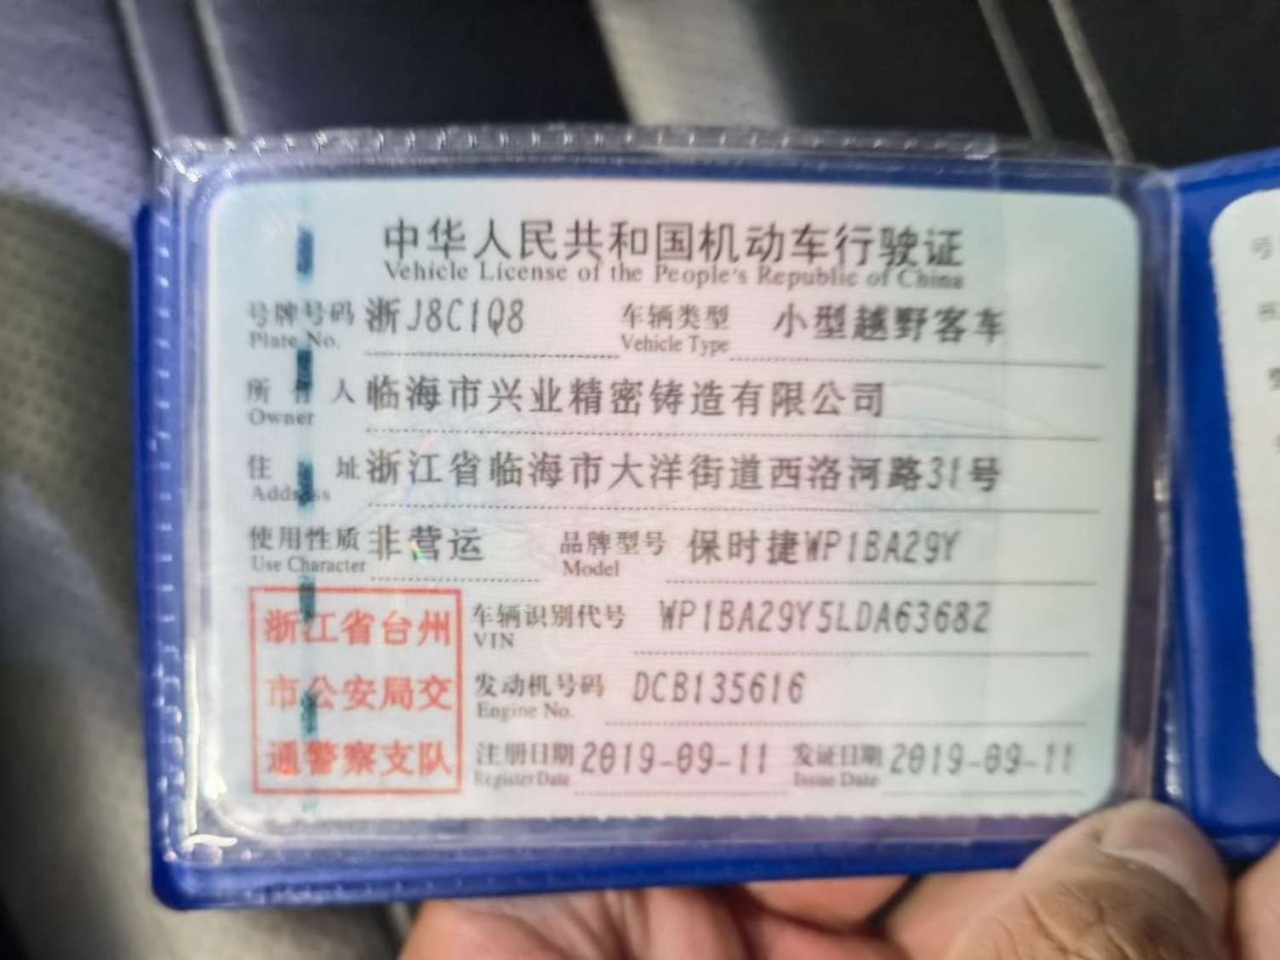 中华人民共和国机动车行驶证
Vehicle License of the People's Republic of China
号牌号码 浙J8C1Q8 车辆类型 小型越野客车
Plate No. Vehicle Type
所有人 临海市兴业精密铸造有限公司
Owner
住址 浙江省临海市大洋街道西洛河路31号
Address
使用性质 非营运 品牌型号 保时捷WP1BA29Y
Use Character Model
浙江省台州 车辆识别代号 WP1BA29Y5LDA63682
VIN
市公安局交 发动机号码 DCB135616
Engine No.
通警察支队 注册日期 2019-09-11 发证日期 2019-09-11
Register Date Issue Date
号